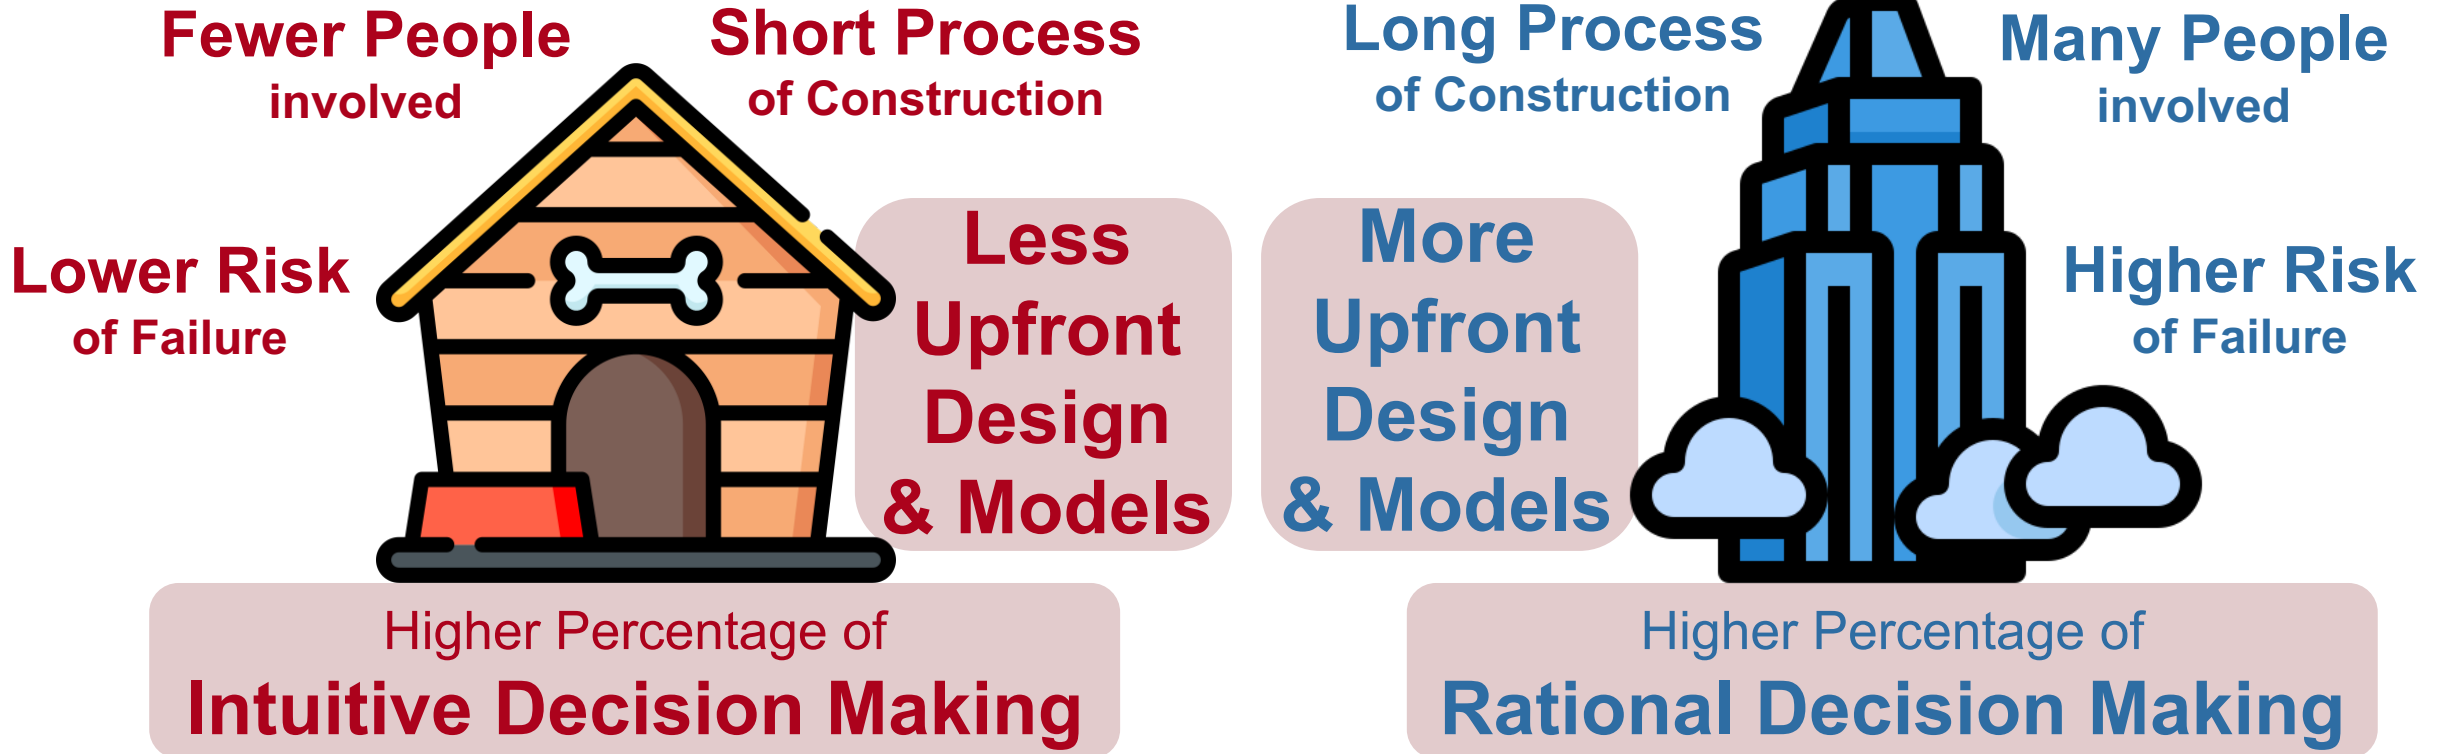 Fewer People
involved
Short Process
of Construction
Lower Risk
of Failure
Less
Upfront
Design
& Models
Higher Percentage of
Intuitive Decision Making
Long Process
of Construction
Many People
involved
More
Upfront
Design
& Models
Higher Risk
of Failure
Higher Percentage of
Rational Decision Making